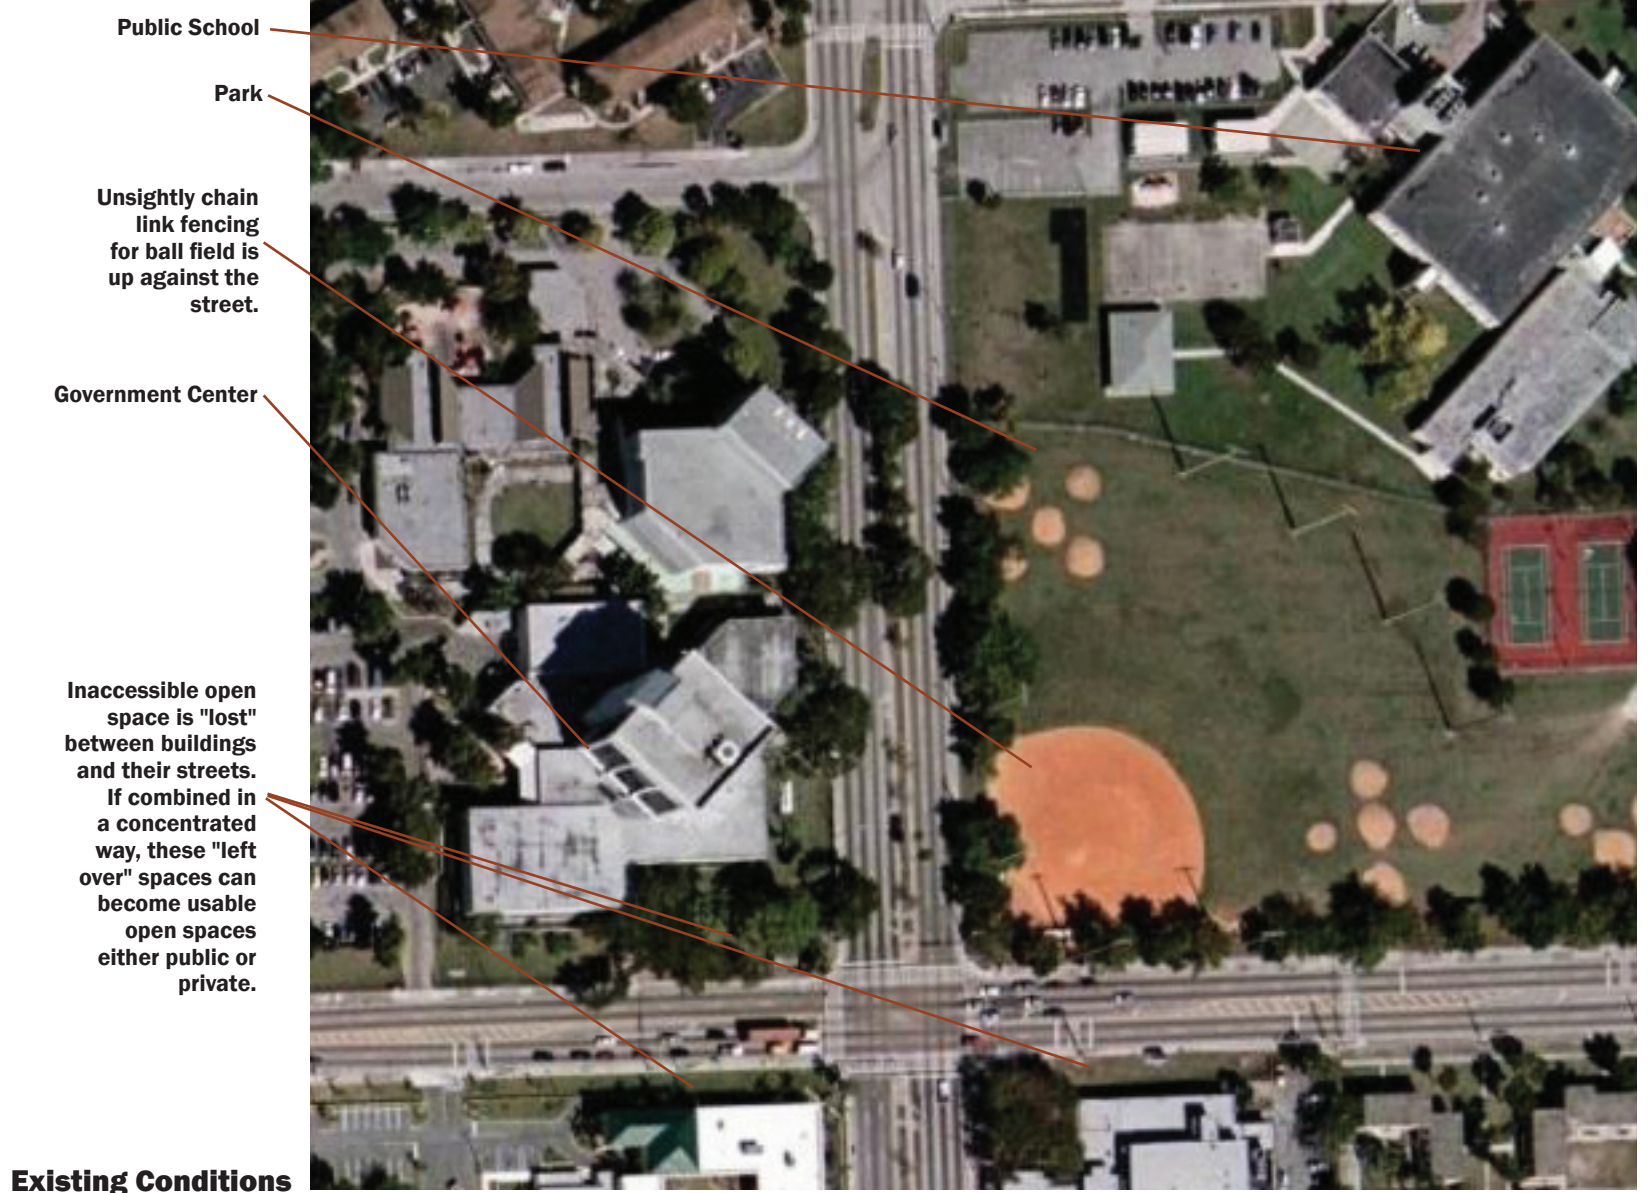 Public School
Park
Unsightly chain
link fencing
for ball field is
up against the
street.
Government Center
Inaccessible open
space is "lost"
between buildings
and their streets.
If combined in
a concentrated
way, these "left
over" spaces can
become usable
open spaces
either public or
private.
Existing Conditions